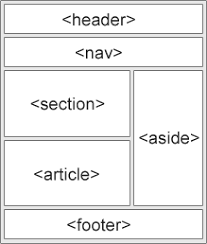 <header>
<nav>
<section>
<aside>
<article>
<footer>